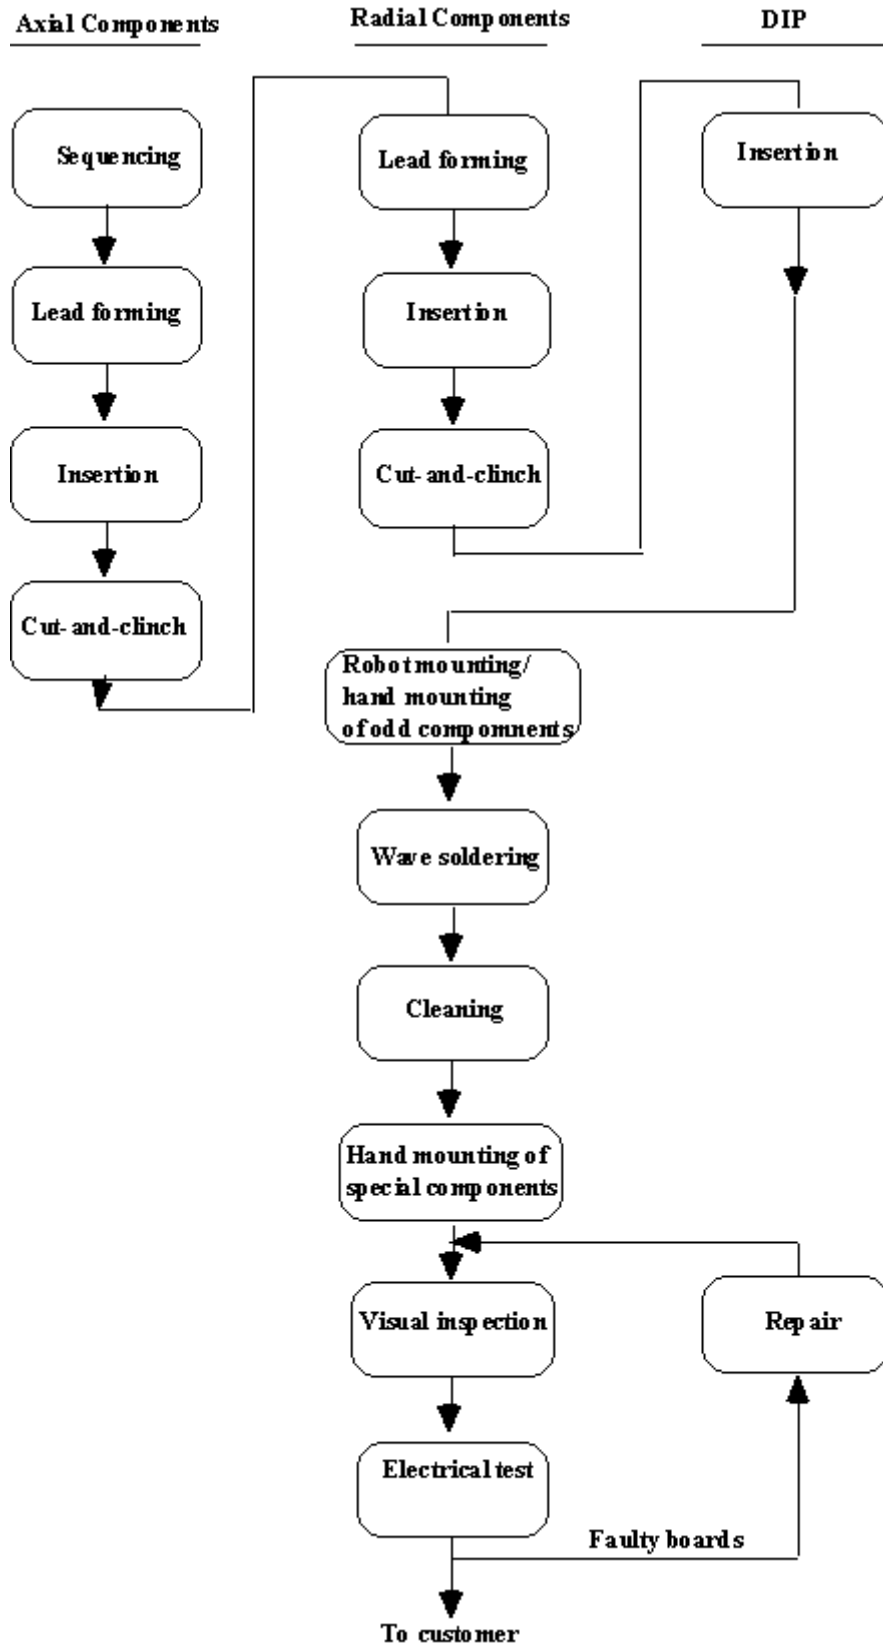 Axial Components
Radial Components
DIP
Sequencing
Lead forming
Insertion
Cut-and-clinch
Lead forming
Insertion
Cut-and-clinch
Insertion
Robot mounting/
hand mounting
of odd compomnents
Wave soldering
Cleaning
Hand mounting of
special components
Visual inspection
Repair
Electrical test
Faulty boards
To customer